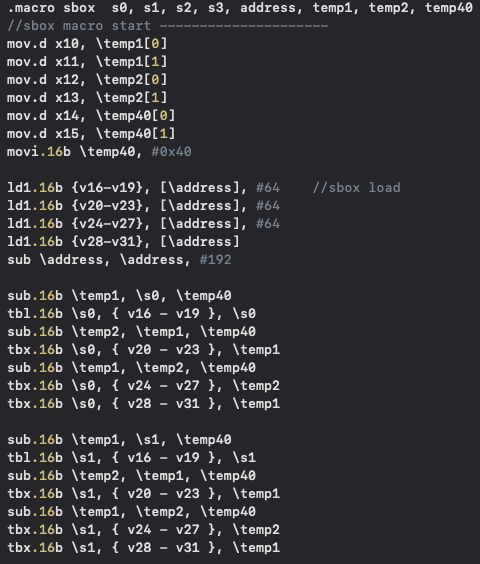 .macro sbox  s0, s1, s2, s3, address, temp1, temp2, temp40
//sbox macro start ---------------------
mov.d x10, \temp1[0]
mov.d x11, \temp1[1]
mov.d x12, \temp2[0]
mov.d x13, \temp2[1]
mov.d x14, \temp40[0]
mov.d x15, \temp40[1]
movi.16b \temp40, #0x40
ld1.16b {v16-v19}, [\address], #64    //sbox load
ld1.16b {v20-v23}, [\address], #64
ld1.16b {v24-v27}, [\address], #64
ld1.16b {v28-v31}, [\address]
sub \address, \address, #192
sub.16b \temp1, \s0, \temp40
tbl.16b \s0, { v16 - v19 }, \s0
sub.16b \temp2, \temp1, \temp40
tbx.16b \s0, { v20 - v23 }, \temp1
sub.16b \temp1, \temp2, \temp40
tbx.16b \s0, { v24 - v27 }, \temp2
tbx.16b \s0, { v28 - v31 }, \temp1
sub.16b \temp1, \s1, \temp40
tbl.16b \s1, { v16 - v19 }, \s1
sub.16b \temp2, \temp1, \temp40
tbx.16b \s1, { v20 - v23 }, \temp1
sub.16b \temp1, \temp2, \temp40
tbx.16b \s1, { v24 - v27 }, \temp2
tbx.16b \s1, { v28 - v31 }, \temp1